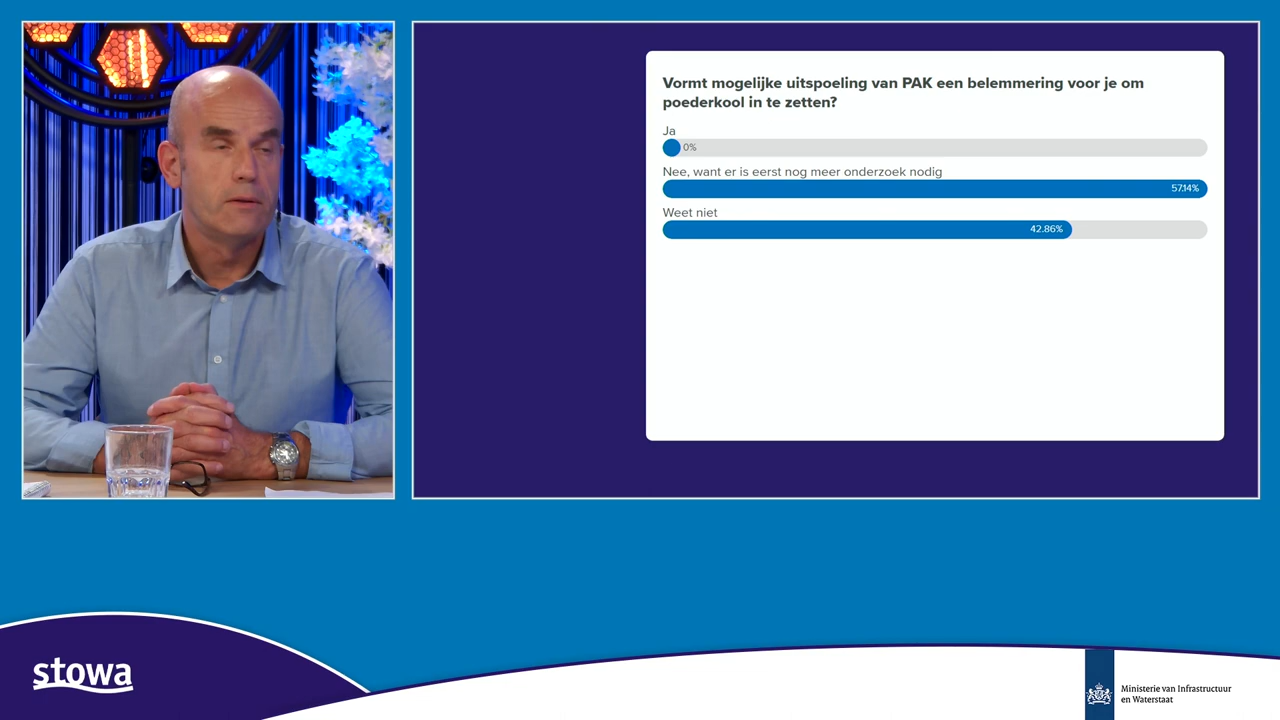 Vormt mogelijke uitspoeling van PAK een belemmering voor je om
poederkool in te zetten?
Ja
0%
Nee, want er is eerst nog meer onderzoek nodig
57.14%
Weet niet
42.86%
stowa
Ministerie van Infrastructuur
en Waterstaat